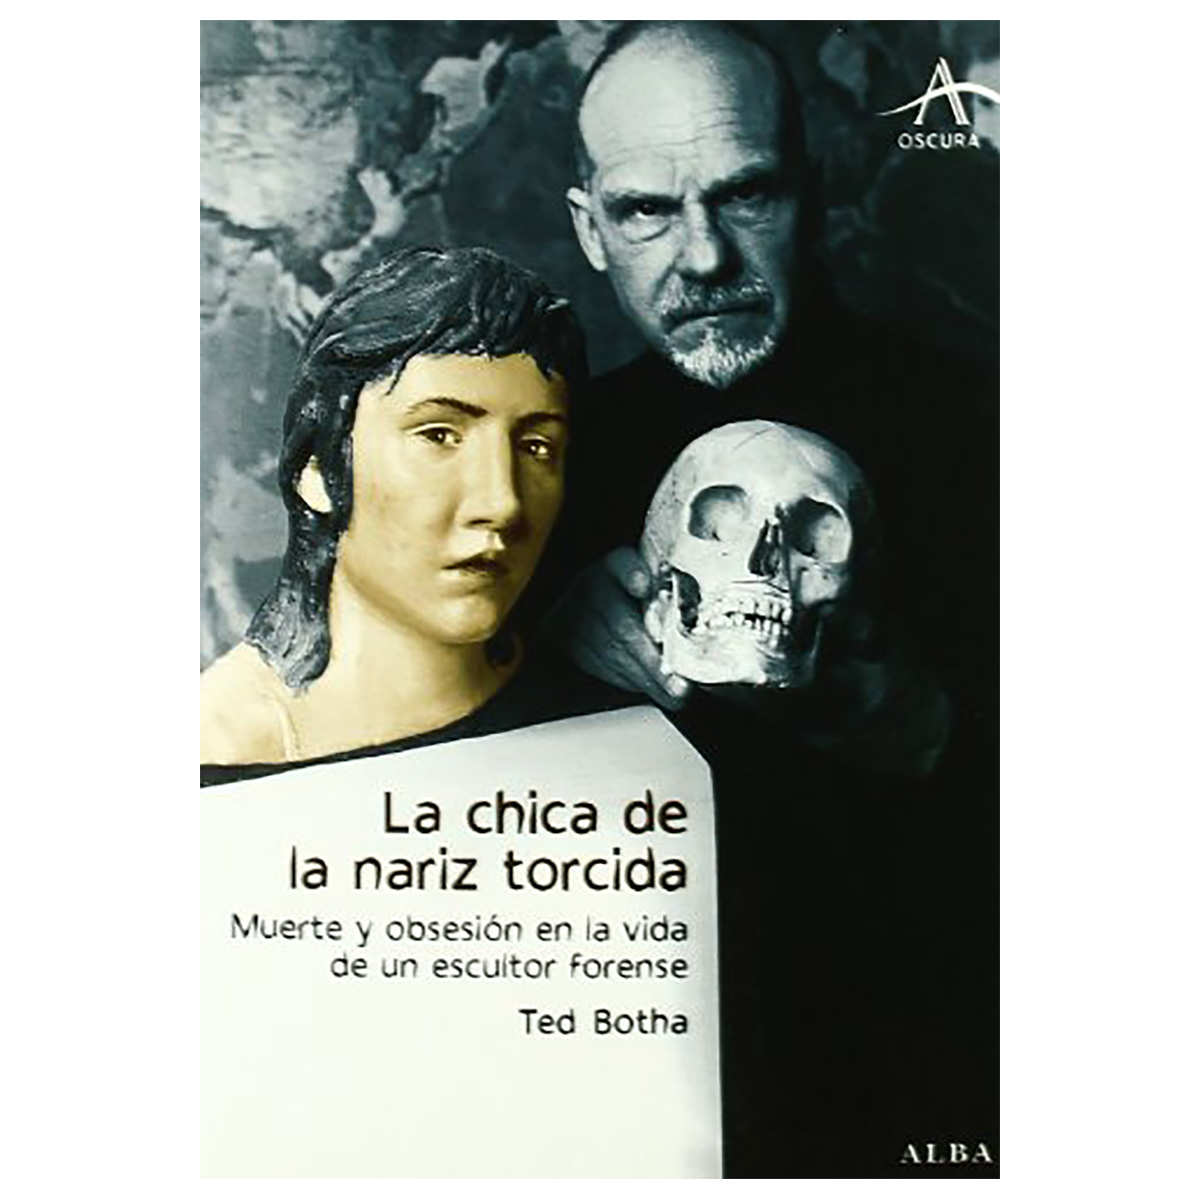 A
OSCURA
La chica de
la nariz torcida
Muerte y obsesión en la vida
de un escultor forense
Ted Botha
ALBA